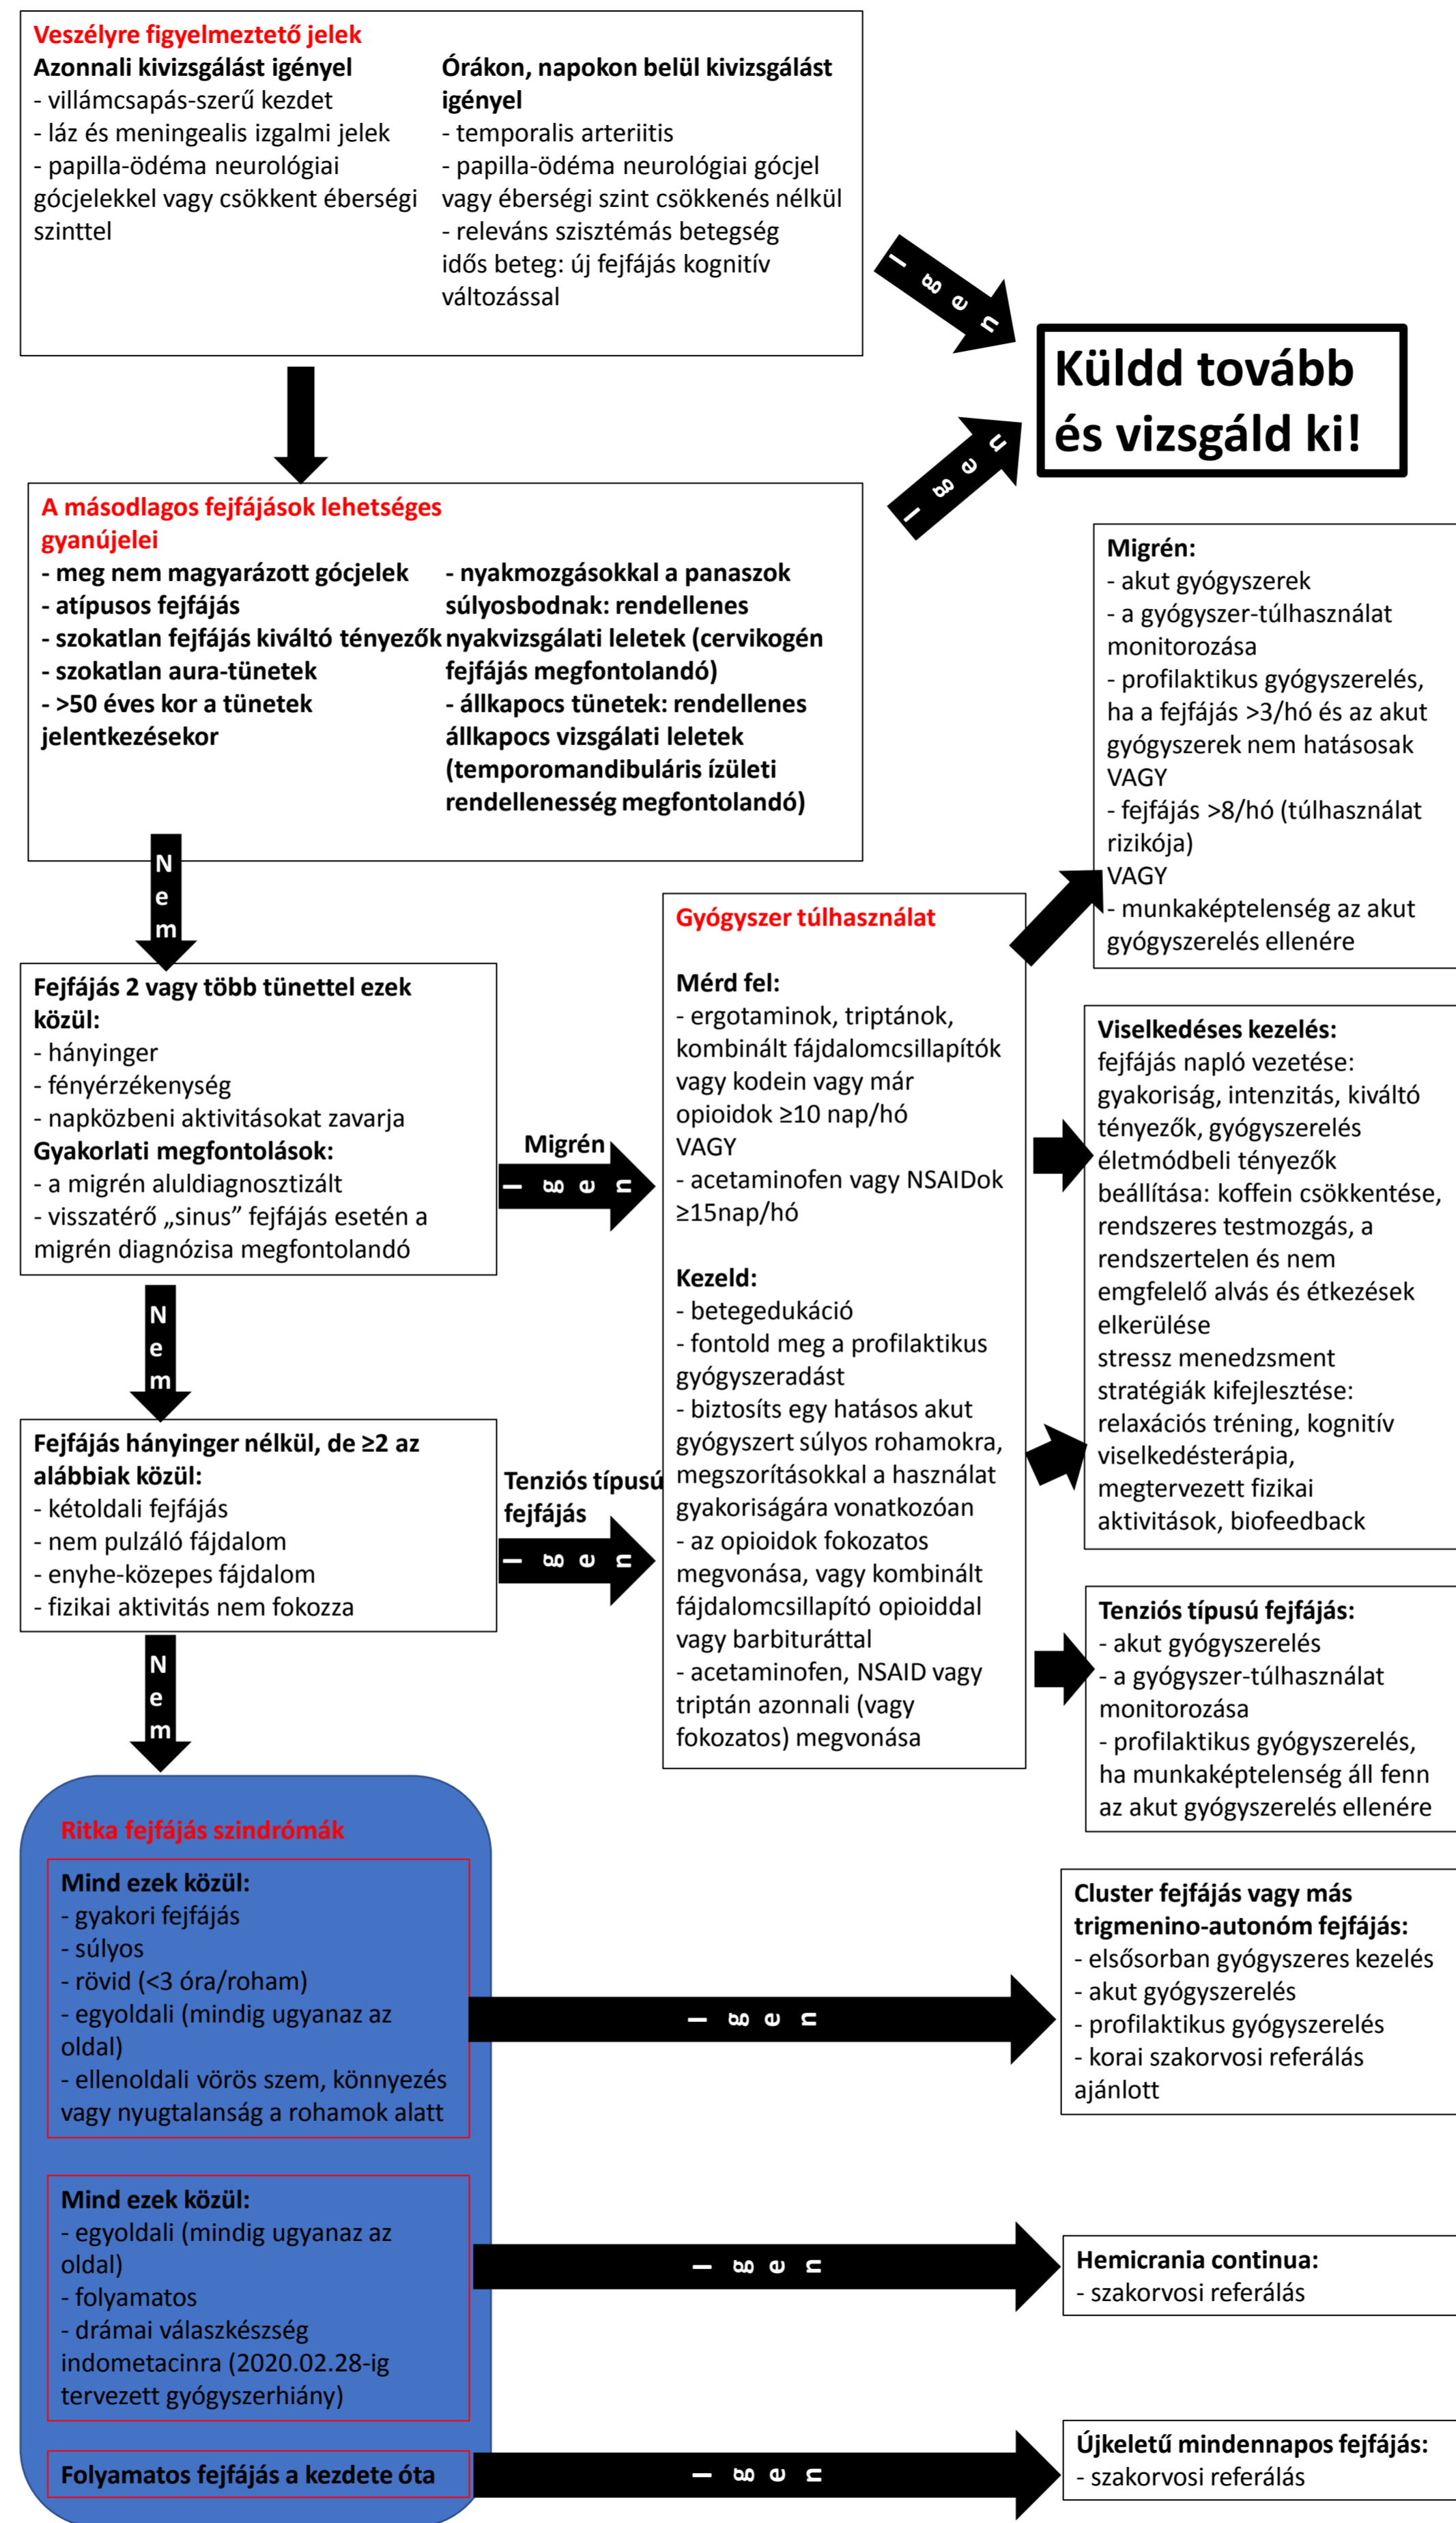 Veszélyre figyelmeztető jelek
Azonnali kivizsgálást igényel
- villámcsapás-szerű kezdet
- láz és meningealis izgalmi jelek
- papilla-ödéma neurológiai
gócjelekkel vagy csökkent éberségi
szinttel
Órákon, napokon belül kivizsgálást
igényel
- temporalis arteriitis
- papilla-ödéma neurológiai gócjel
vagy éberségi szint csökkenés nélkül
- releváns szisztémás betegség
idős beteg: új fejfájás kognitív
változással
Igen
Küldd tovább
és vizsgáld ki!
Igen
A másodlagos fejfájások lehetséges
gyanújelei
- meg nem magyarázott gócjelek
- atípusos fejfájás
- szokatlan fejfájás kiváltó tényezők
- szokatlan aura-tünetek
- >50 éves kor a tünetek
jelentkezésekor
- nyakmozgásokkal a panaszok
súlyosbodnak: rendellenes
nyakvizsgálati leletek (cervikogén
fejfájás megfontolandó)
- állkapocs tünetek: rendellenes
állkapocs vizsgálati leletek
(temporomandibuláris ízületi
rendellenesség megfontolandó)
Nem
Fejfájás 2 vagy több tünettel ezek
közül:
- hányinger
- fényérzékenység
- napközbeni aktivitásokat zavarja
Gyakorlati megfontolások:
- a migrén aluldiagnosztizált
- visszatérő „sinus” fejfájás esetén a
migrén diagnózisa megfontolandó
Migrén
Igen
Nem
Fejfájás hányinger nélkül, de ≥2 az
alábbiak közül:
- kétoldali fejfájás
- nem pulzáló fájdalom
- enyhe-közepes fájdalom
- fizikai aktivitás nem fokozza
Tenziós típusú
fejfájás
Igen
Nem
Gyógyszer túlhasználat
Mérd fel:
- ergotaminok, triptánok,
kombinált fájdalomcsillapítók
vagy kodein vagy már
opioidok ≥10 nap/hó
VAGY
- acetaminofen vagy NSAIDok
≥15nap/hó
Kezeld:
- betegedukáció
- fontold meg a profilaktikus
gyógyszeradást
- biztosíts egy hatásos akut
gyógyszert súlyos rohamokra,
megszorításokkal a használat
gyakoriságára vonatkozóan
- az opioidok fokozatos
megvonása, vagy kombinált
fájdalomcsillapító opioiddal
vagy barbituráttal
- acetaminofen, NSAID vagy
triptán azonnali (vagy
fokozatos) megvonása
Migrén:
- akut gyógyszerek
- a gyógyszer-túlhasználat
monitorozása
- profilaktikus gyógyszerelés,
ha a fejfájás >3/hó és az akut
gyógyszerek nem hatásosak
VAGY
- fejfájás >8/hó (túlhasználat
rizikója)
VAGY
- munkaképtelenség az akut
gyógyszerelés ellenére
Viselkedéses kezelés:
fejfájás napló vezetése:
gyakoriság, intenzitás, kiváltó
tényezők, gyógyszerelés
életmódbeli tényezők
beállítása: koffein csökkentése,
rendszeres testmozgás, a
rendszertelen és nem
emgfelelő alvás és étkezések
elkerülése
stressz menedzsment
stratégiák kifejlesztése:
relaxációs tréning, kognitív
viselkedésterápia,
megtervezett fizikai
aktivitások, biofeedback
Tenziós típusú fejfájás:
- akut gyógyszerelés
- a gyógyszer-túlhasználat
monitorozása
- profilaktikus gyógyszerelés,
ha munkaképtelenség áll fenn
az akut gyógyszerelés ellenére
Ritka fejfájás szindrómák
Mind ezek közül:
- gyakori fejfájás
- súlyos
- rövid (<3 óra/roham)
- egyoldali (mindig ugyanaz az
oldal)
- ellenoldali vörös szem, könnyezés
vagy nyugtalanság a rohamok alatt
Igen
Cluster fejfájás vagy más
trigmenino-autonóm fejfájás:
- elsősorban gyógyszeres kezelés
- akut gyógyszerelés
- profilaktikus gyógyszerelés
- korai szakorvosi referálás
ajánlott
Mind ezek közül:
- egyoldali (mindig ugyanaz az
oldal)
- folyamatos
- drámai válaszkészség
indometacinra (2020.02.28-ig
tervezett gyógyszerhiány)
Igen
Hemicrania continua:
- szakorvosi referálás
Folyamatos fejfájás a kezdete óta
Igen
Újkeletű mindennapos fejfájás:
- szakorvosi referálás